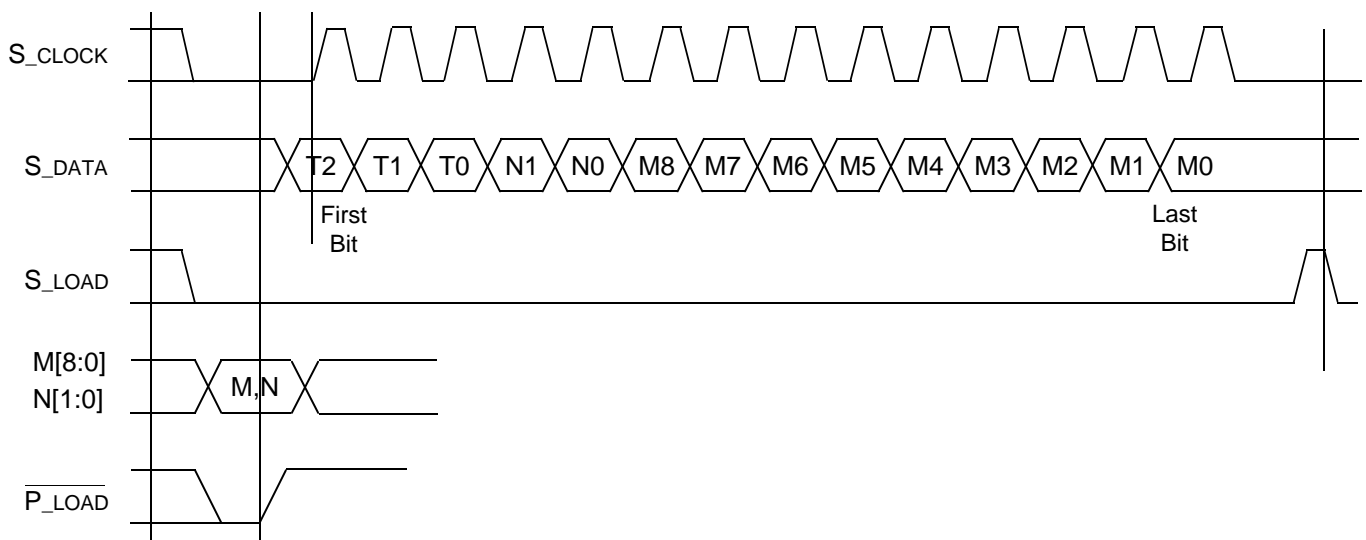 S_CLOCK
S_DATA
T2 T1 T0 N1 N0 M8 M7 M6 M5 M4 M3 M2 M1 M0
First
Bit
Last
Bit
S_LOAD
M[8:0]
N[1:0]
M,N
P_LOAD